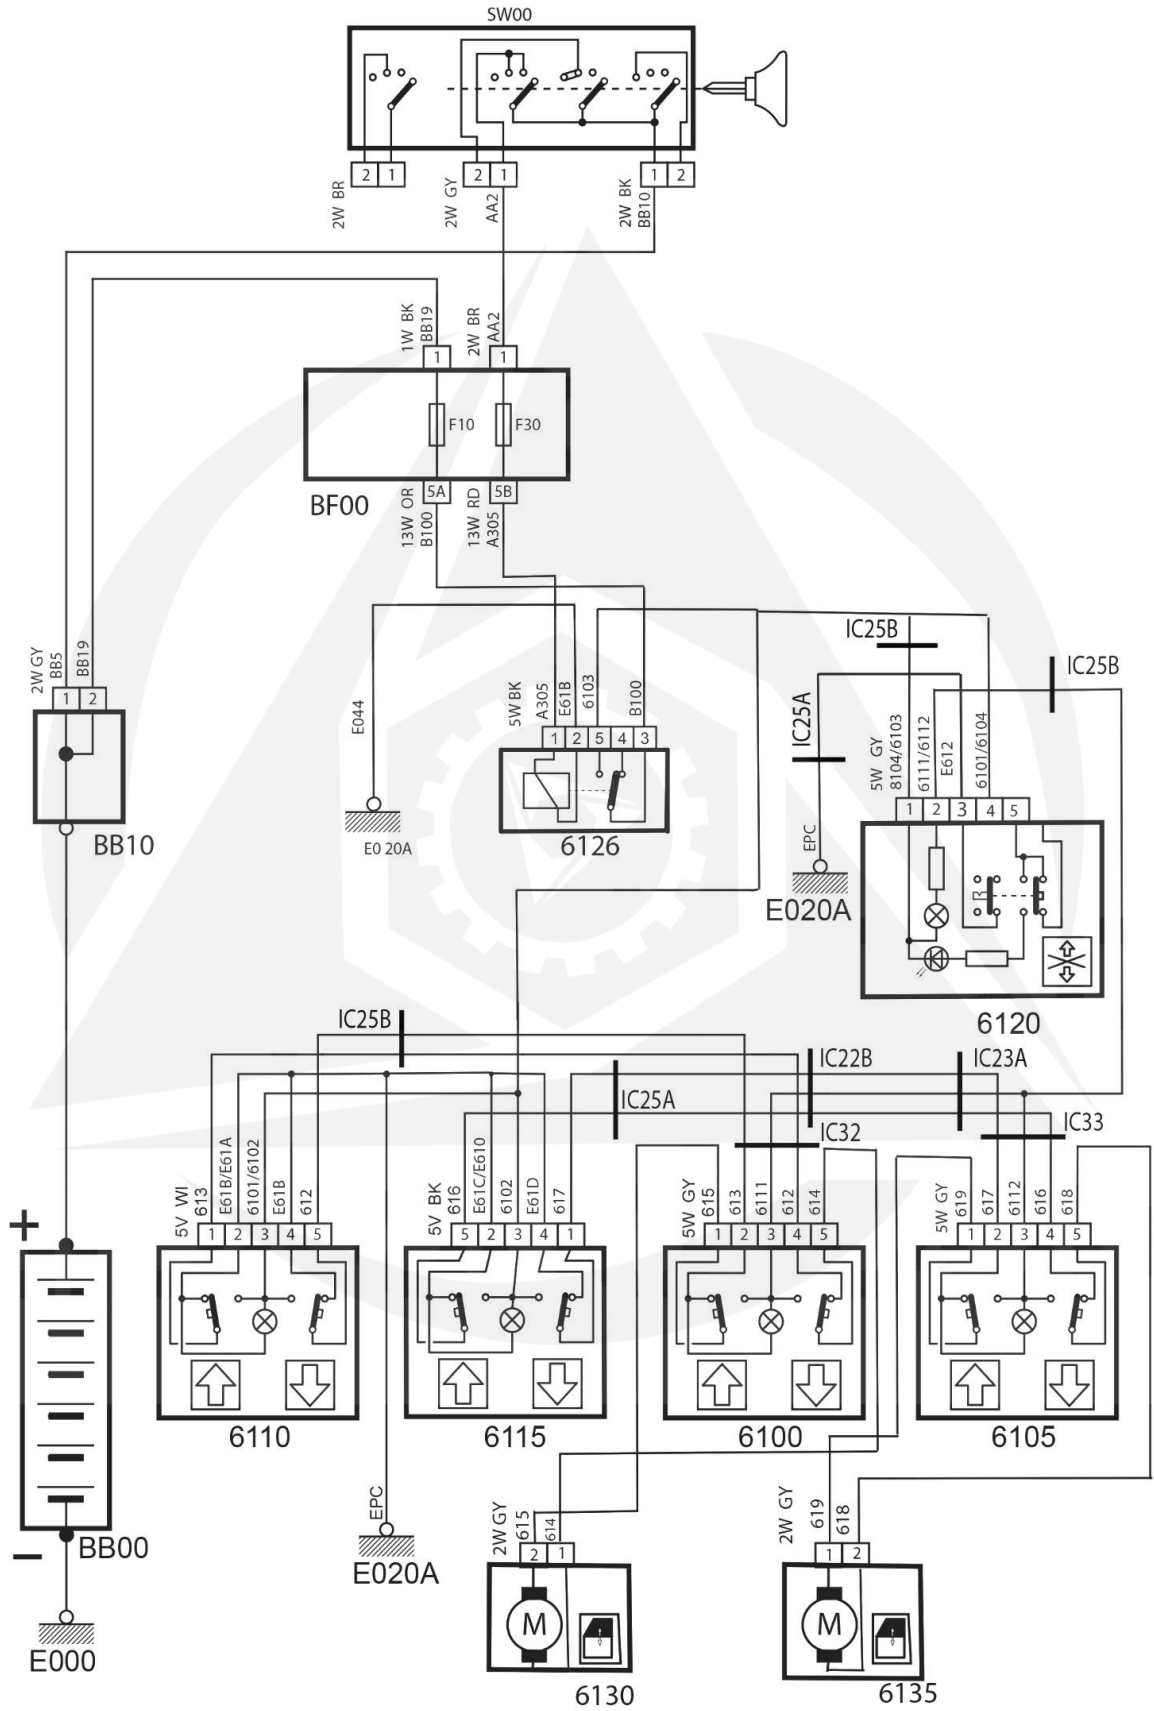 SW00
2 1
2 1
1 2
2W BR
2W GY
AA2
2W BK
BB10
1W BK
BB19
2W BR
AA2
1
1
F10
F30
5A
5B
BF00
13W OR
B100
13W RD
A305
IC25B
IC25B
2W GY
BB5
BB19
1 2
BB10
E044
E0 20A
5W BK
A305
E61B
6103
B100
1 2 5 4 3
6126
IC25A
EPC
E020A
5W GY
8104/6103
6111/6112
E612
6101/6104
1 2 3 4 5
6120
IC25B
IC22B
IC23A
IC25A
IC32
IC33
5V WI
613
E61B/E61A
6101/6102
E61B
612
1 2 3 4 5
6110
5V BK
616
E61C/E610
6102
E61D
617
5 2 3 4 1
6115
5W GY
615
613
6111
612
614
1 2 3 4 5
6100
5W GY
619
617
6112
616
618
1 2 3 4 5
6105
+
BB00
−
E000
EPC
E020A
2W GY
615
614
2 1
M
6130
2W GY
619
618
1 2
M
6135